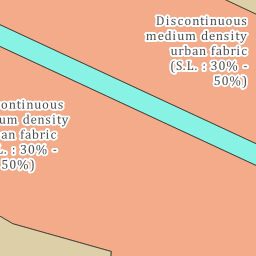 Discontinuous
medium density
urban fabric
(S.L. : 30% -
50%)
ontinuous
um density
an fabric
. : 30% -
50%)